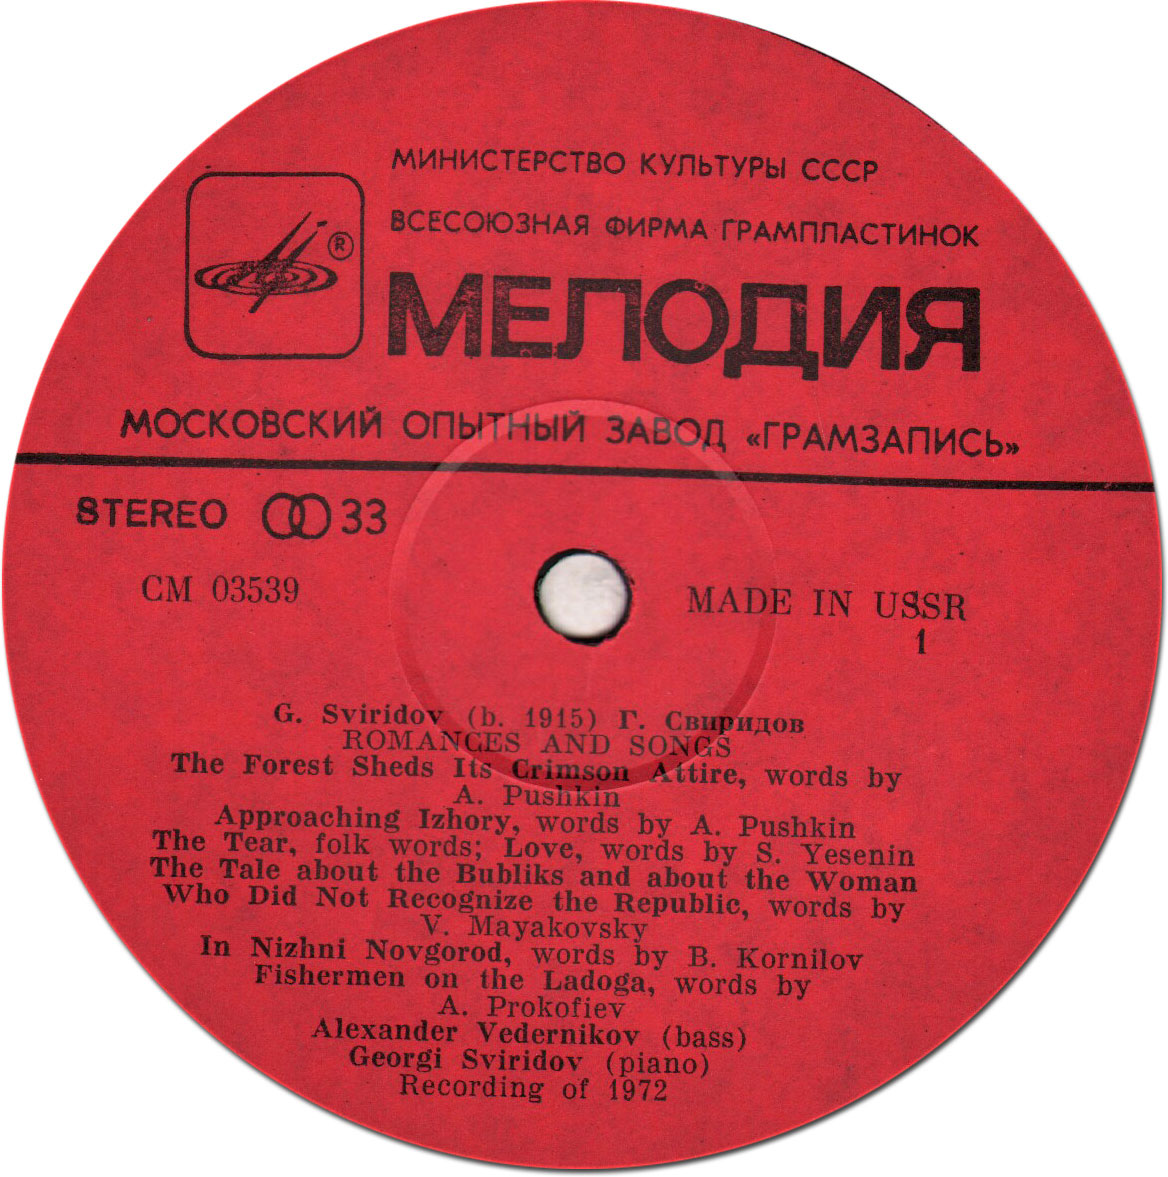 МИНИСТЕРСТВО КУЛЬТУРЫ СССР
ВСЕСОЮЗНАЯ ФИРМА ГРАМПЛАСТИНОК
®
МЕЛОДИЯ
МОСКОВСКИЙ ОПЫТНЫЙ ЗАВОД «ГРАМЗАПИСЬ»
STEREO 33
СМ 03539
MADE IN USSR
1
G. Sviridov (b. 1915) Г. Свиридов
ROMANCES AND SONGS
The Forest Sheds Its Crimson Attire, words by
A. Pushkin
Approaching Izhory, words by A. Pushkin
The Tear, folk words; Love, words by S. Yesenin
The Tale about the Bubliks and about the Woman
Who Did Not Recognize the Republic, words by
V. Mayakovsky
In Nizhni Novgorod, words by B. Kornilov
Fishermen on the Ladoga, words by
A. Prokofiev
Alexander Vedernikov (bass)
Georgi Sviridov (piano)
Recording of 1972